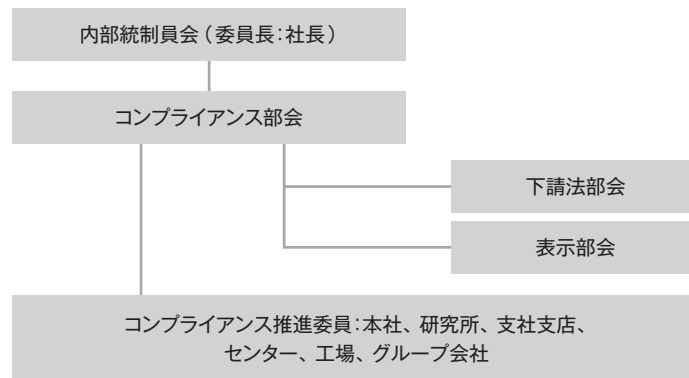 内部統制員会（委員長：社長）
コンプライアンス部会
下請法部会
表示部会
コンプライアンス推進委員：本社、研究所、支社支店、
センター、工場、グループ会社